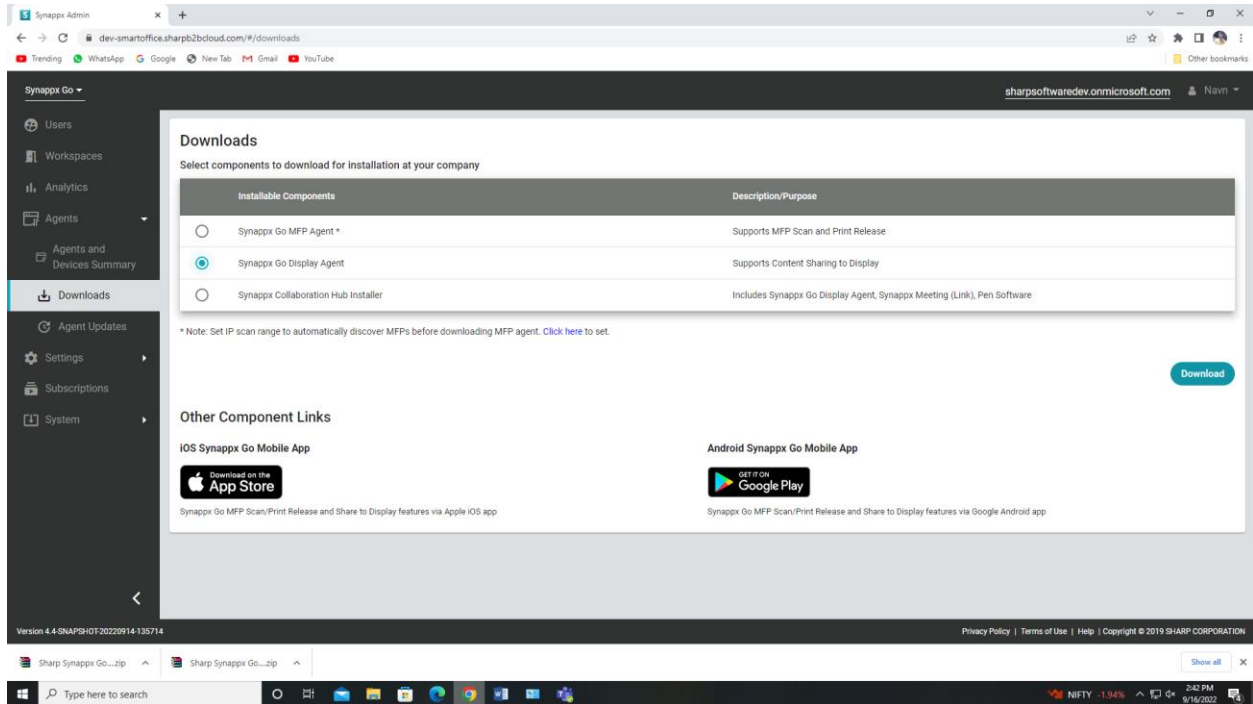 S Synappx Admin
dev-smartoffice.sharpb2bcloud.com/#/downloads
Trending WhatsApp G Google New Tab M Gmail YouTube Other bookmarks
Synappx Go
sharpsoftwaredev.onmicrosoft.com Navn
Users
Workspaces
Analytics
Agents
Agents and
Devices Summary
Downloads
Agent Updates
Settings
Subscriptions
System
Downloads
Select components to download for installation at your company
Installable Components Description/Purpose
Synappx Go MFP Agent * Supports MFP Scan and Print Release
Synappx Go Display Agent Supports Content Sharing to Display
Synappx Collaboration Hub Installer Includes Synappx Go Display Agent, Synappx Meeting (Link), Pen Software
* Note: Set IP scan range to automatically discover MFPs before downloading MFP agent. Click here to set.
Download
Other Component Links
iOS Synappx Go Mobile App Android Synappx Go Mobile App
Download on the
App Store
GET IT ON
Google Play
Synappx Go MFP Scan/Print Release and Share to Display features via Apple iOS app
Synappx Go MFP Scan/Print Release and Share to Display features via Google Android app
Version 4.4-SNAPSHOT-20220914-135714
Privacy Policy | Terms of Use | Help | Copyright © 2019 SHARP CORPORATION
Sharp Synappx Go....zip Sharp Synappx Go....zip Show all
Type here to search
NIFTY -1.94%
2:42 PM
9/16/2022